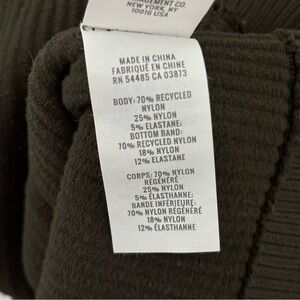 NEW YORK, NY
10016 USA
MADE IN CHINA
FABRIQUÉ EN CHINE
RN 54485 CA 03873
BODY: 70% RECYCLED
NYLON
25% NYLON
5% ELASTANE;
BOTTOM BAND:
70% RECYCLED NYLON
18% NYLON
12% ELASTANE
CORPS: 70% NYLON
RÉGÉNÉRÉ
25% NYLON
5% ÉLASTHANNE;
BANDE INFÉRIEURE:
70% NYLON RÉGÉNÉRÉ
18% NYLON
12% ÉLASTHANNE